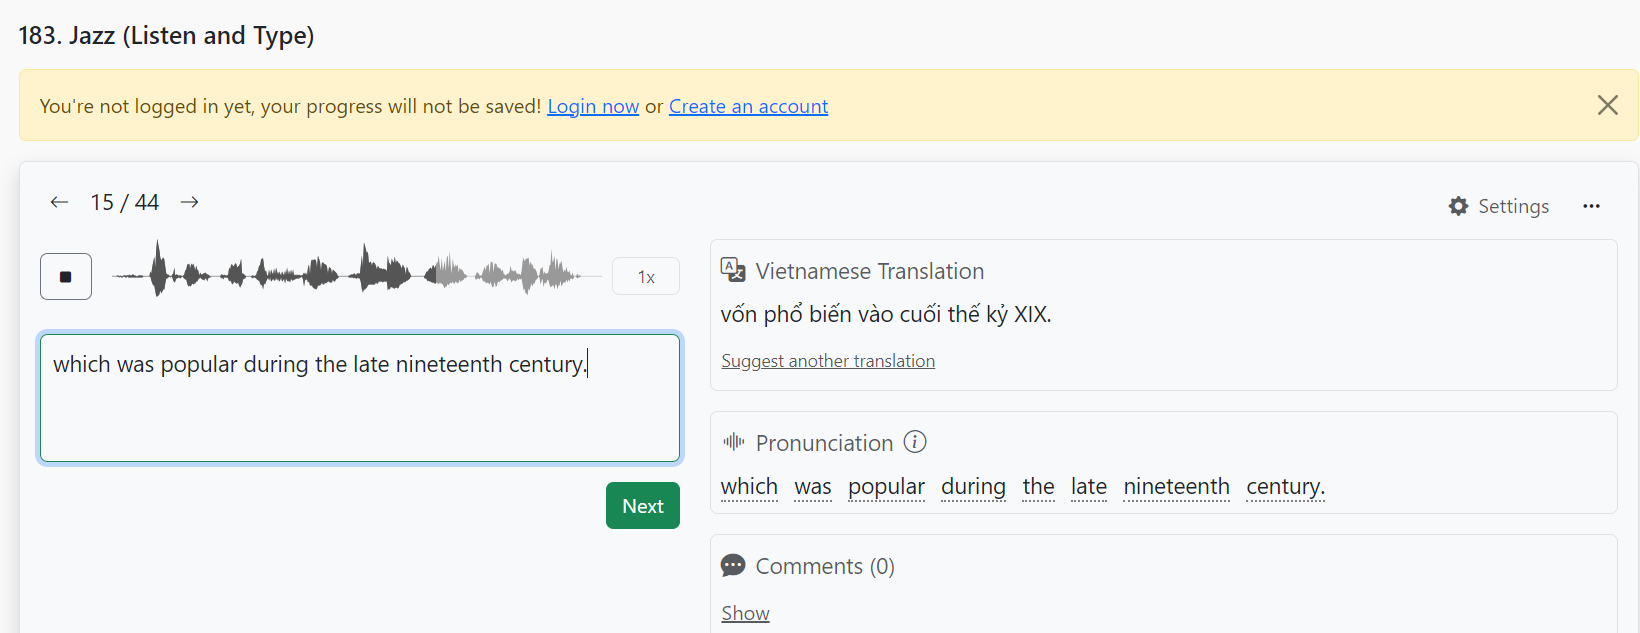 183. Jazz (Listen and Type)
You're not logged in yet, your progress will not be saved! Login now or Create an account
15 / 44
Settings
1x
which was popular during the late nineteenth century.
Next
Vietnamese Translation
vốn phổ biến vào cuối thế kỷ XIX.
Suggest another translation
Pronunciation
which was popular during the late nineteenth century.
Comments (0)
Show